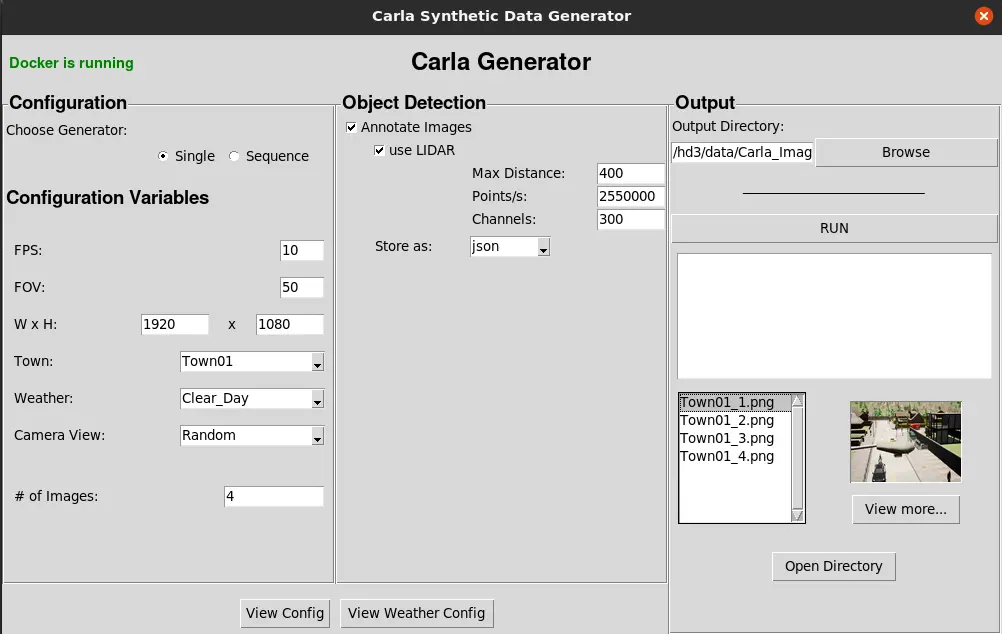 Carla Synthetic Data Generator
Docker is running
Carla Generator
Configuration
Choose Generator:
Single Sequence
Configuration Variables
FPS: 10
FOV: 50
W x H: 1920 x 1080
Town: Town01
Weather: Clear_Day
Camera View: Random
# of Images: 4
View Config
Object Detection
Annotate Images
use LIDAR
Max Distance: 400
Points/s: 2550000
Channels: 300
Store as: json
View Weather Config
Output
Output Directory:
/hd3/data/Carla_Imag Browse
RUN
Town01_1.png
Town01_2.png
Town01_3.png
Town01_4.png
View more...
Open Directory